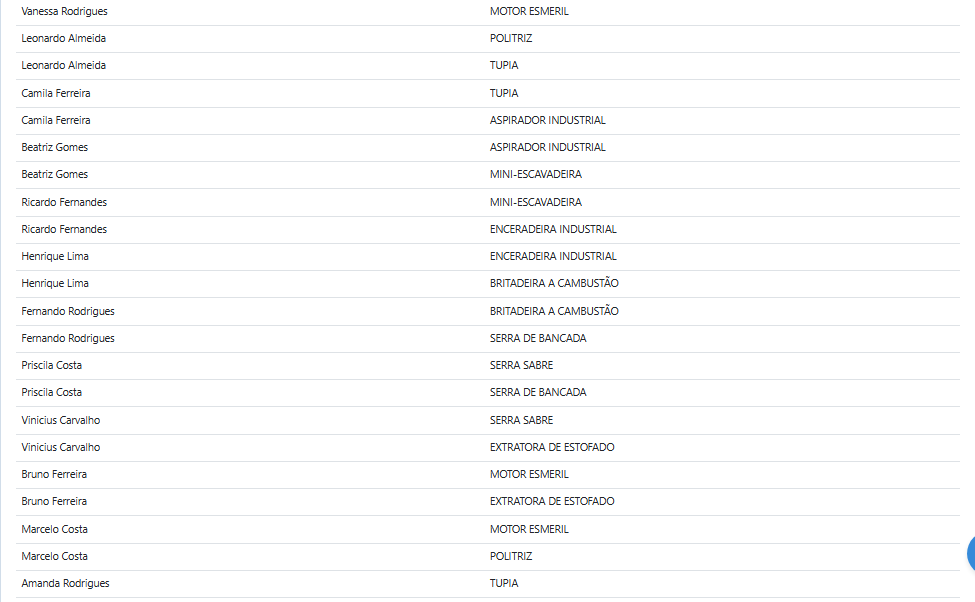 Vanessa Rodrigues MOTOR ESMERIL
Leonardo Almeida POLITRIZ
Leonardo Almeida TUPIA
Camila Ferreira TUPIA
Camila Ferreira ASPIRADOR INDUSTRIAL
Beatriz Gomes ASPIRADOR INDUSTRIAL
Beatriz Gomes MINI-ESCAVADEIRA
Ricardo Fernandes MINI-ESCAVADEIRA
Ricardo Fernandes ENCERADEIRA INDUSTRIAL
Henrique Lima ENCERADEIRA INDUSTRIAL
Henrique Lima BRITADEIRA A CAMBUSTÃO
Fernando Rodrigues BRITADEIRA A CAMBUSTÃO
Fernando Rodrigues SERRA DE BANCADA
Priscila Costa SERRA SABRE
Priscila Costa SERRA DE BANCADA
Vinicius Carvalho SERRA SABRE
Vinicius Carvalho EXTRATORA DE ESTOFADO
Bruno Ferreira MOTOR ESMERIL
Bruno Ferreira EXTRATORA DE ESTOFADO
Marcelo Costa MOTOR ESMERIL
Marcelo Costa POLITRIZ
Amanda Rodrigues TUPIA